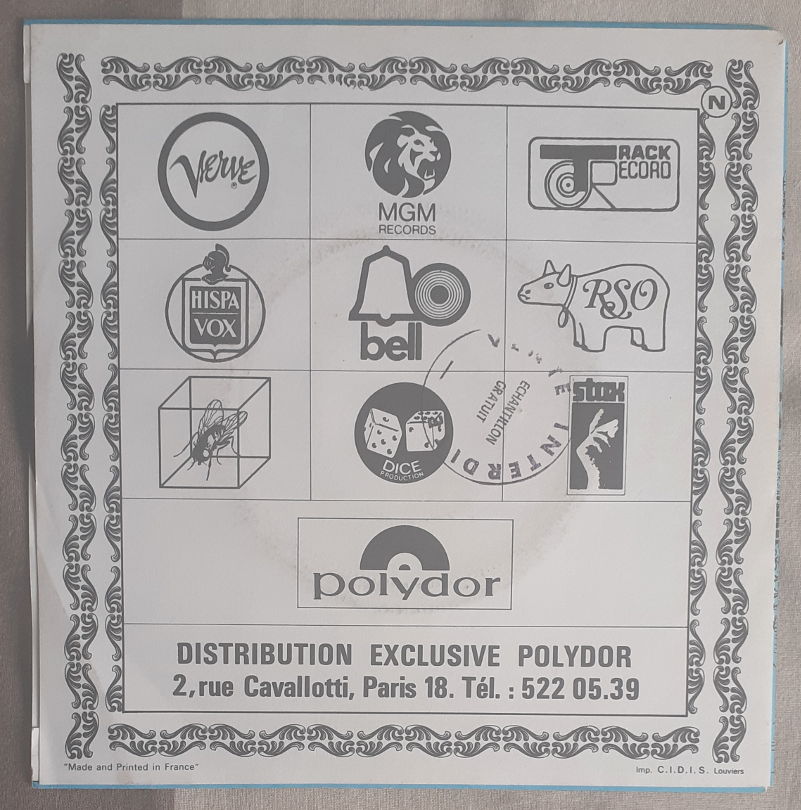 N
Verve
®
MGM
RECORDS
TRACK
RECORD
HISPA
VOX
bell
RSO
DICE
PRODUCTION
stax
ECHANTILLON
GRATUIT
INTERDI
polydor
DISTRIBUTION EXCLUSIVE POLYDOR
2, rue Cavallotti, Paris 18. Tél. : 522 05.39
"Made and Printed in France"
Imp. C.I.D.I.S. Louviers